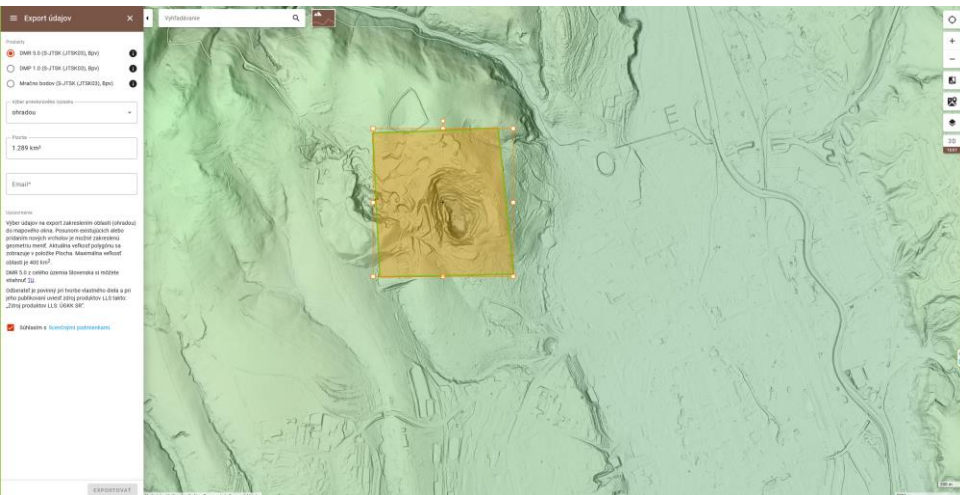 Export údajov
Vyhľadávanie
Produkty
DMR 5.0 (S-JTSK (JTSK03), Bpv)
DMP 1.0 (S-JTSK (JTSK03), Bpv)
Mračno bodov (S-JTSK (JTSK03), Bpv)
Výber priestorového rozsahu
ohradou
Plocha
1.289 km²
Email*
Upozornenie
Výber údajov na export zakreslením oblasti (ohradou)
do mapového okna. Posunom existujúcich alebo
pridaním nových vrcholov je možné zakreslenú
geometriu meniť. Aktuálna veľkosť polygónu sa
zobrazuje v položke Plocha. Maximálna veľkosť
oblasti je 400 km².
DMR 5.0 z celého územia Slovenska si môžete
stiahnuť TU.
Odberateľ je povinný pri tvorbe vlastného diela a pri
jeho publikovaní uviesť zdroj produktov LLS takto:
„Zdroj produktov LLS: ÚGKK SR“.
Súhlasím s licenčnými podmienkami
EXPORTOVAŤ
3D